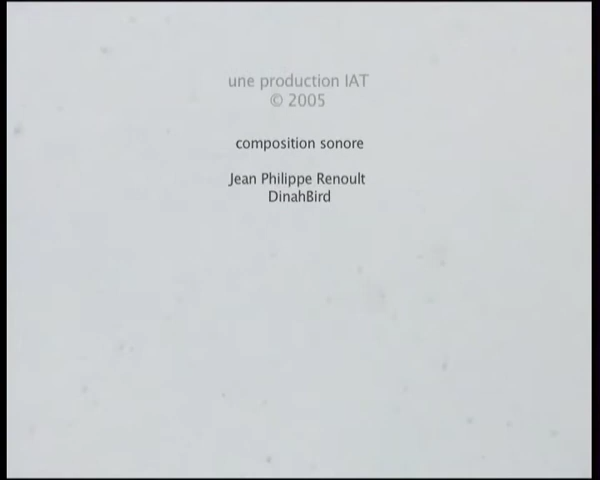 une production IAT
© 2005
composition sonore
Jean Philippe Renoult
DinahBird